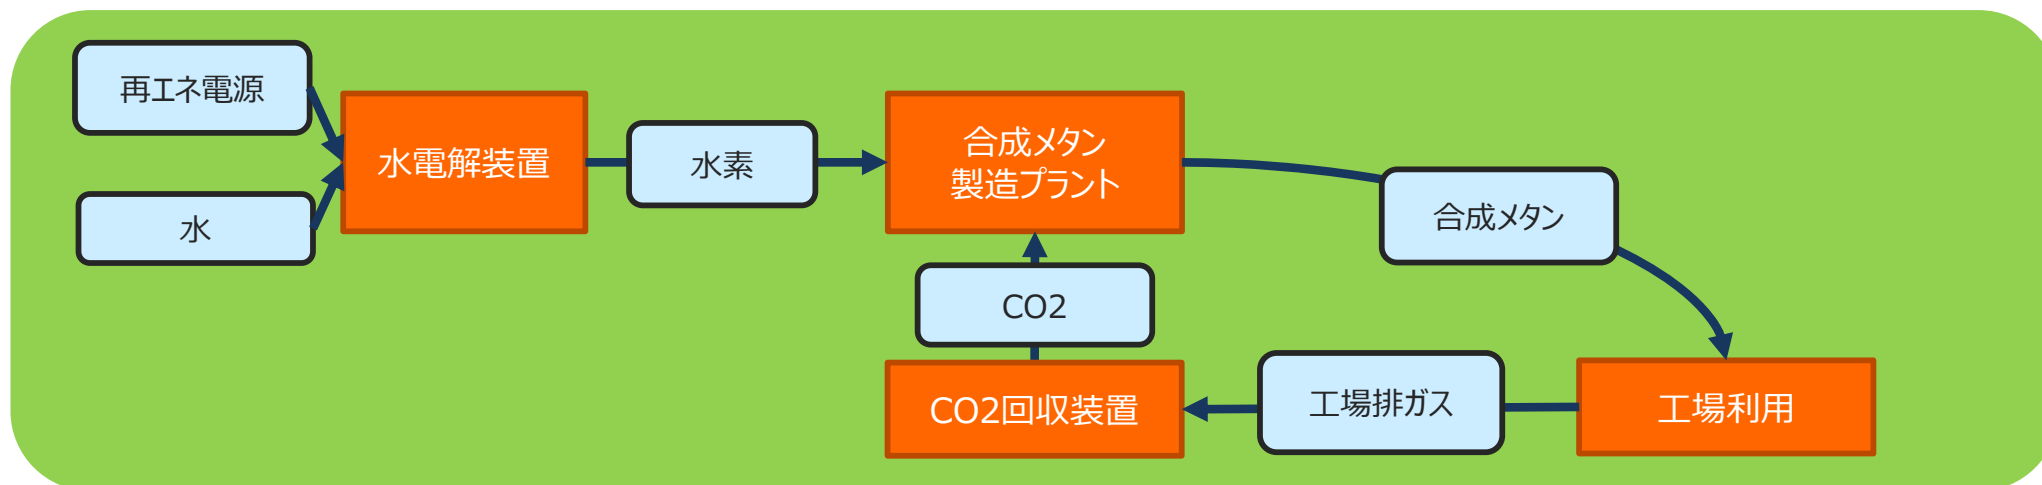 再エネ電源
水
水電解装置
水素
合成メタン
製造プラント
合成メタン
CO2
CO2回収装置
工場排ガス
工場利用